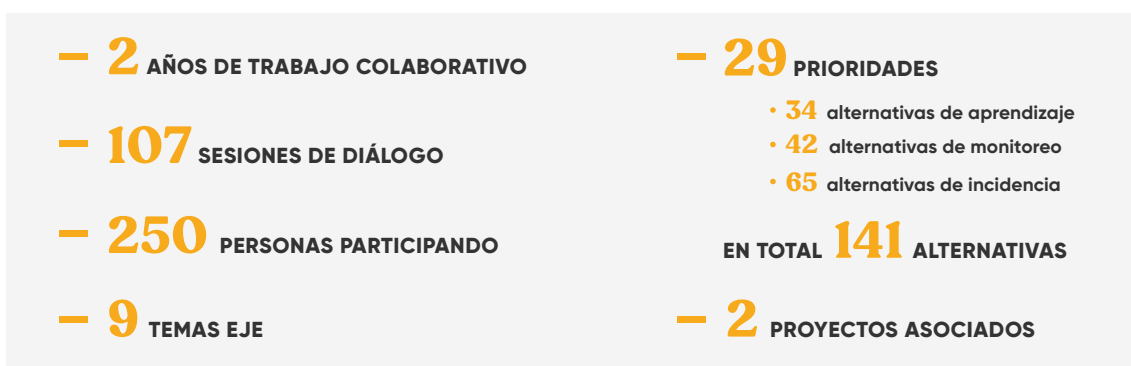 – 2 AÑOS DE TRABAJO COLABORATIVO
– 107 SESIONES DE DIÁLOGO
– 250 PERSONAS PARTICIPANDO
– 9 TEMAS EJE
– 29 PRIORIDADES
• 34 alternativas de aprendizaje
• 42 alternativas de monitoreo
• 65 alternativas de incidencia
EN TOTAL 141 ALTERNATIVAS
– 2 PROYECTOS ASOCIADOS